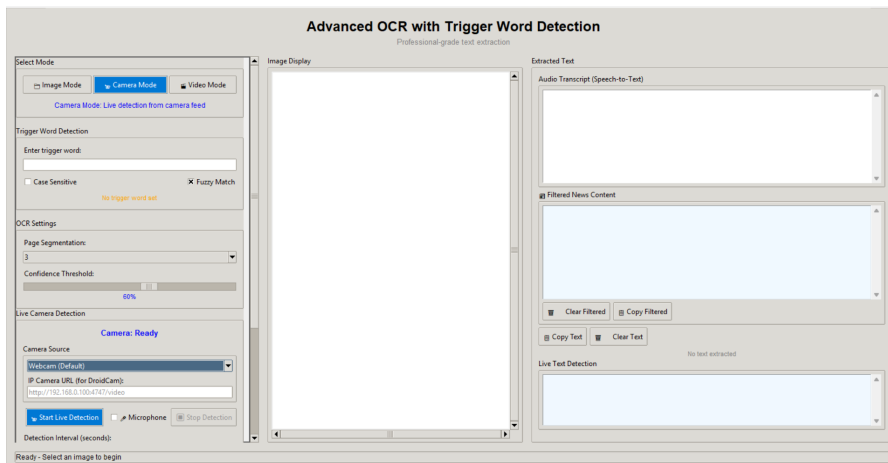 Advanced OCR with Trigger Word Detection
Professional-grade text extraction
Select Mode
Image Mode
Camera Mode
Video Mode
Camera Mode: Live detection from camera feed
Trigger Word Detection
Enter trigger word:
Case Sensitive
Fuzzy Match
No trigger word set
OCR Settings
Page Segmentation:
3
Confidence Threshold:
60%
Live Camera Detection
Camera: Ready
Camera Source
Webcam (Default)
IP Camera URL (for DroidCam):
http://192.168.0.100:4747/video
Start Live Detection
Microphone
Stop Detection
Detection Interval (seconds):
Image Display
Extracted Text
Audio Transcript (Speech-to-Text)
Filtered News Content
Clear Filtered
Copy Filtered
Copy Text
Clear Text
No text extracted
Live Text Detection
Ready - Select an image to begin